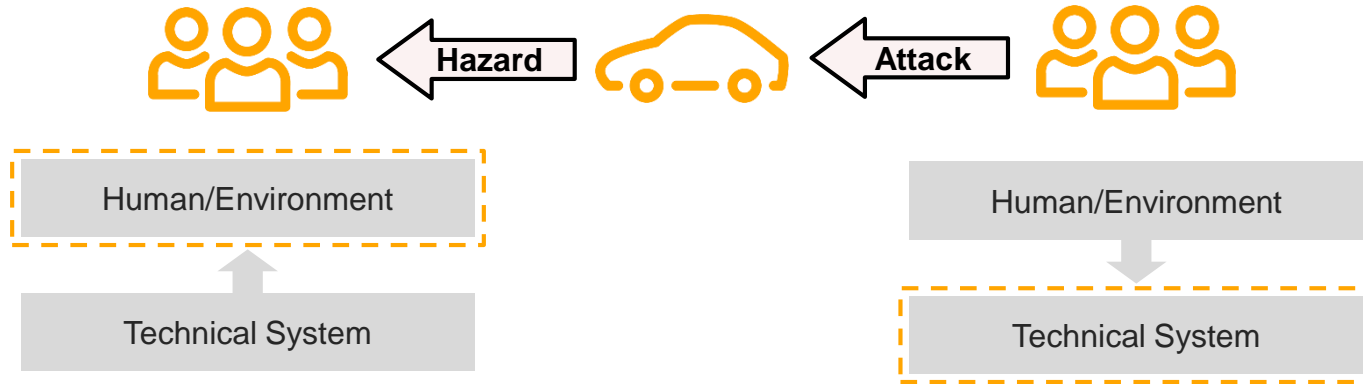 Hazard
Attack
Human/Environment
Technical System
Human/Environment
Technical System